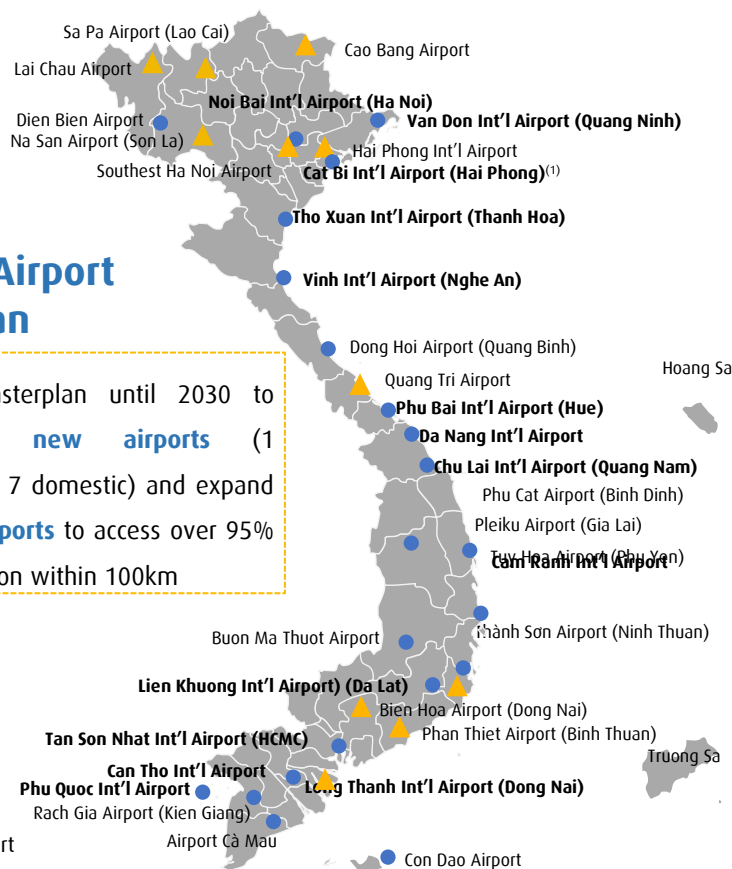 Sa Pa Airport (Lao Cai)
Cao Bang Airport
Lai Chau Airport
Noi Bai Int'l Airport (Ha Noi)
Dien Bien Airport
Van Don Int'l Airport (Quang Ninh)
Na San Airport (Son La)
Hai Phong Int'l Airport
Southest Ha Noi Airport
Cat Bi Int'l Airport (Hai Phong)(1)
Tho Xuan Int'l Airport (Thanh Hoa)
Airport
an
Vinh Int'l Airport (Nghe An)
Dong Hoi Airport (Quang Binh)
Hoang Sa
Quang Tri Airport
asterplan until 2030 to
new airports (1
7 domestic) and expand
ports to access over 95%
on within 100km
Phu Bai Int'l Airport (Hue)
Da Nang Int'l Airport
Chu Lai Int'l Airport (Quang Nam)
Phu Cat Airport (Binh Dinh)
Pleiku Airport (Gia Lai)
Tuy Hoa Airport (Phu Yen)
Cam Ranh Int'l Airport
Buon Ma Thuot Airport
Thành Sơn Airport (Ninh Thuan)
Lien Khuong Int'l Airport) (Da Lat)
Bien Hoa Airport (Dong Nai)
Phan Thiet Airport (Binh Thuan)
Tan Son Nhat Int'l Airport (HCMC)
Truong Sa
Can Tho Int'l Airport
Phu Quoc Int'l Airport
Long Thanh Int'l Airport (Dong Nai)
Rach Gia Airport (Kien Giang)
Airport Cà Mau
ort
Con Dao Airport